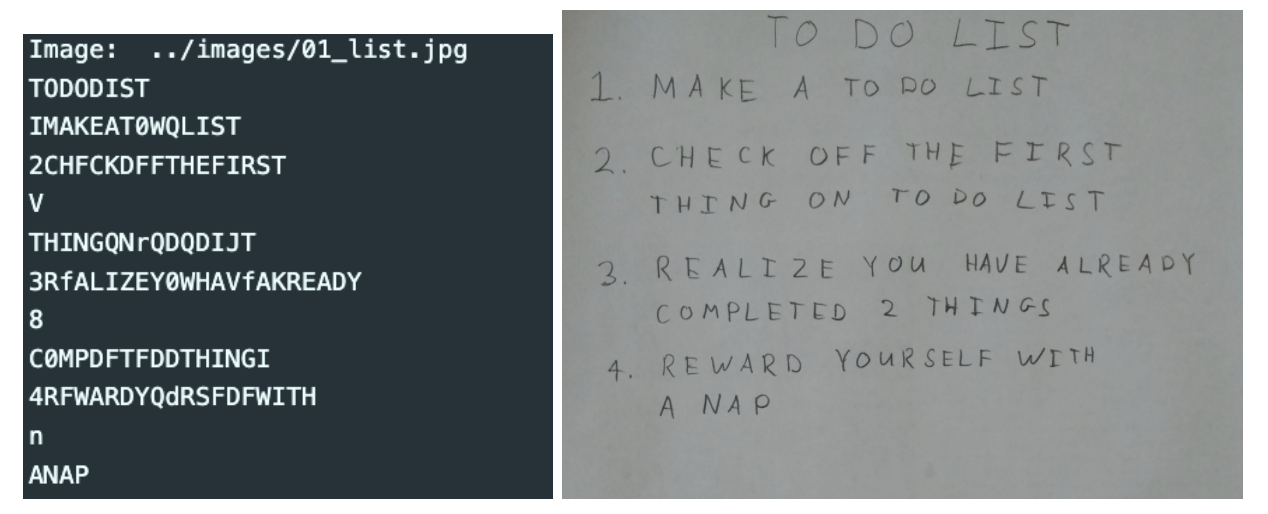 Image:  ../images/01_list.jpg
TODODIST
IMAKEAT0WQLIST
2CHFCKDFFTHEFIRST
V
THINGQNrQDQDIJT
3RfALIZEY0WHAVfAKREADY
8
C0MPDFTFDDTHINGI
4RFWARDYQdRSFDFWITH
n
ANAP
TO DO LIST
1. MAKE A TO DO LIST
2. CHECK OFF THE FIRST
THING ON TO DO LIST
3. REALIZE YOU HAVE ALREADY
COMPLETED 2 THINGS
4. REWARD YOURSELF WITH
A NAP